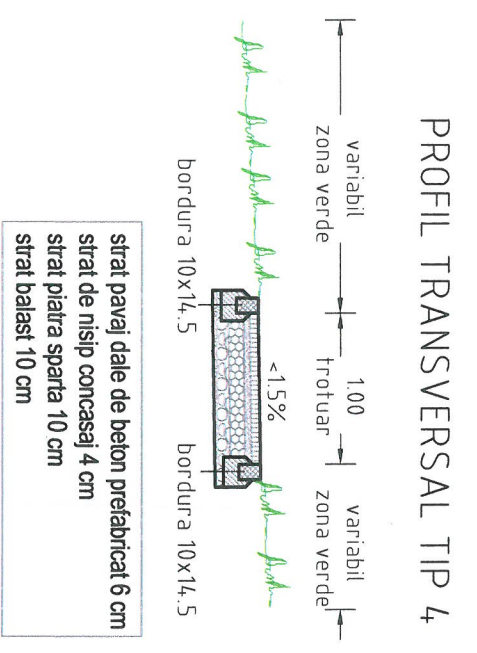 PROFIL TRANSVERSAL TIP 4
variabil
zona verde
1.00
trotuar
variabil
zona verde
<1.5%
bordura 10x14.5
bordura 10x14.5
strat pavaj dale de beton prefabricat 6 cm
strat de nisip concasaj 4 cm
strat piatra sparta 10 cm
strat balast 10 cm